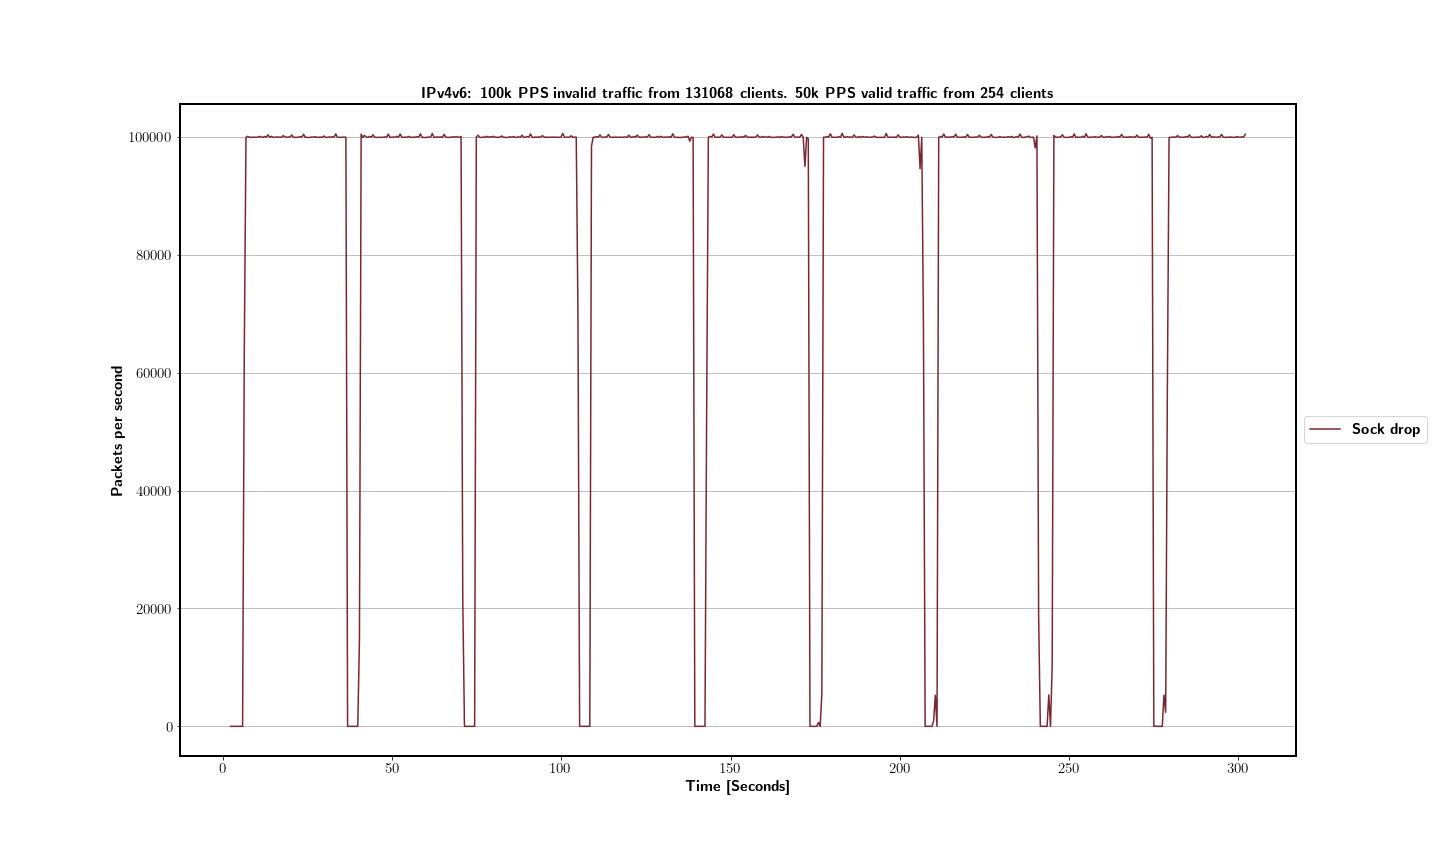 IPv4v6: 100k PPS invalid traffic from 131068 clients. 50k PPS valid traffic from 254 clients
100000
80000
60000
40000
20000
0
Packets per second
0 50 100 150 200 250 300
Time [Seconds]
Sock drop